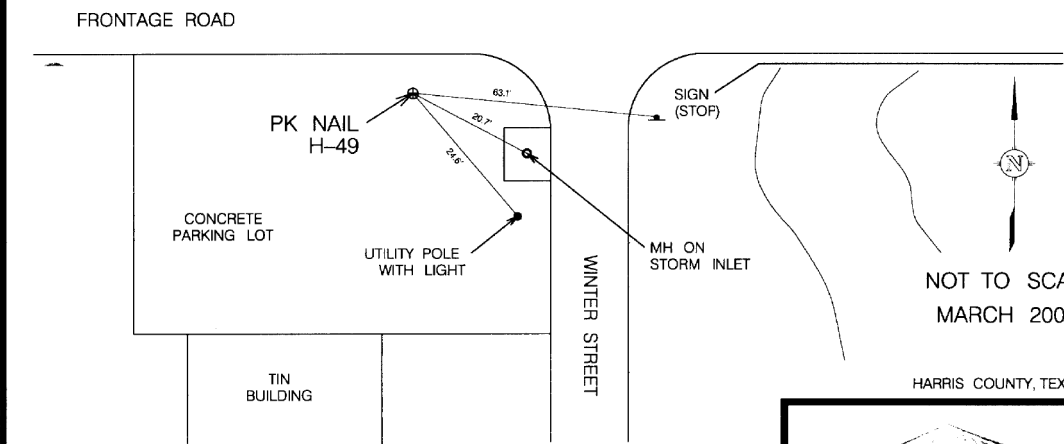 FRONTAGE ROAD
63.1'
SIGN
(STOP)
PK NAIL
H-49
20.7'
24.6'
N
CONCRETE
PARKING LOT
UTILITY POLE
WITH LIGHT
MH ON
STORM INLET
WINTER STREET
NOT TO SCA
MARCH 200
TIN
BUILDING
HARRIS COUNTY, TEX